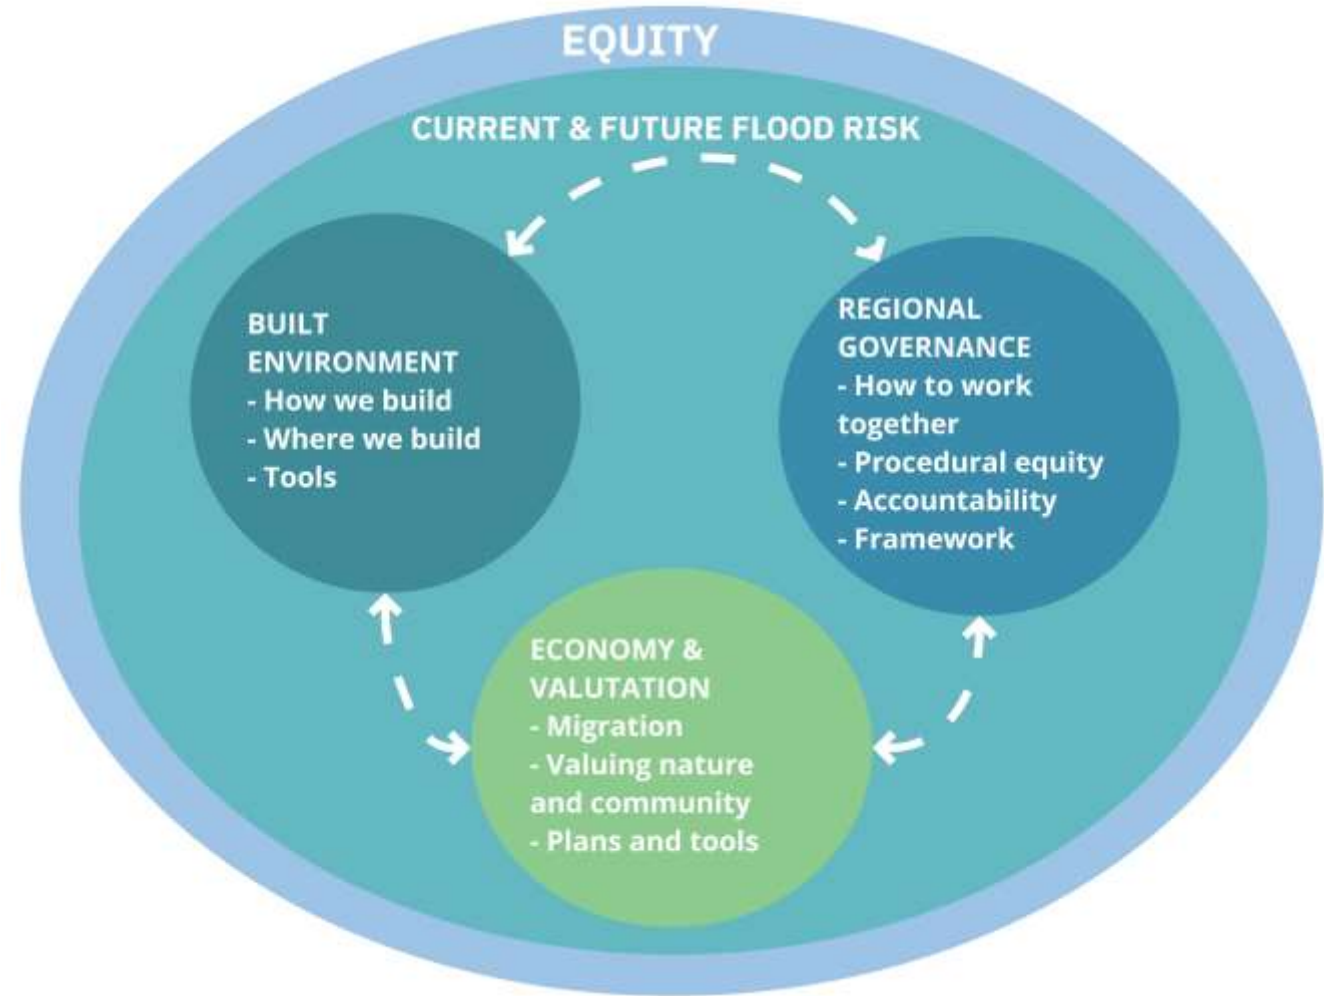 EQUITY
CURRENT & FUTURE FLOOD RISK
BUILT
ENVIRONMENT
- How we build
- Where we build
- Tools
REGIONAL
GOVERNANCE
- How to work
together
- Procedural equity
- Accountability
- Framework
ECONOMY &
VALUTATION
- Migration
- Valuing nature
and community
- Plans and tools